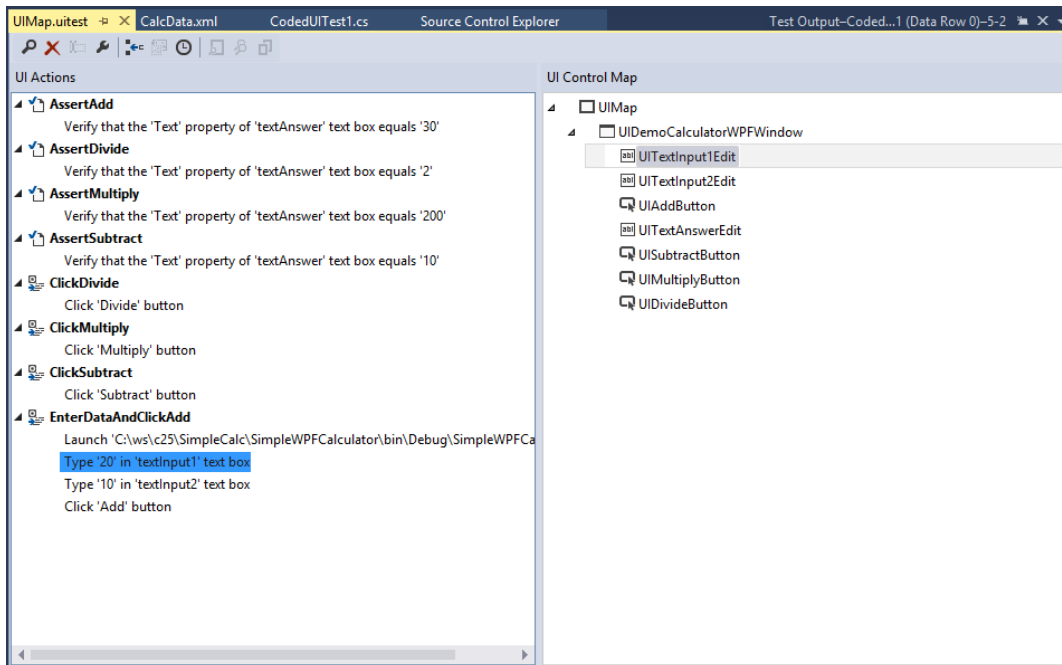 UIMap.uitest CalcData.xml CodedUITest1.cs Source Control Explorer Test Output–Coded...1 (Data Row 0)–5-2
UI Actions
AssertAdd
Verify that the 'Text' property of 'textAnswer' text box equals '30'
AssertDivide
Verify that the 'Text' property of 'textAnswer' text box equals '2'
AssertMultiply
Verify that the 'Text' property of 'textAnswer' text box equals '200'
AssertSubtract
Verify that the 'Text' property of 'textAnswer' text box equals '10'
ClickDivide
Click 'Divide' button
ClickMultiply
Click 'Multiply' button
ClickSubtract
Click 'Subtract' button
EnterDataAndClickAdd
Launch 'C:\ws\c25\SimpleCalc\SimpleWPFCalculator\bin\Debug\SimpleWPFCa
Type '20' in 'textInput1' text box
Type '10' in 'textInput2' text box
Click 'Add' button
UI Control Map
UIMap
UIDemoCalculatorWPFWindow
UITextInput1Edit
UITextInput2Edit
UIAddButton
UITextAnswerEdit
UISubtractButton
UIMultiplyButton
UIDivideButton